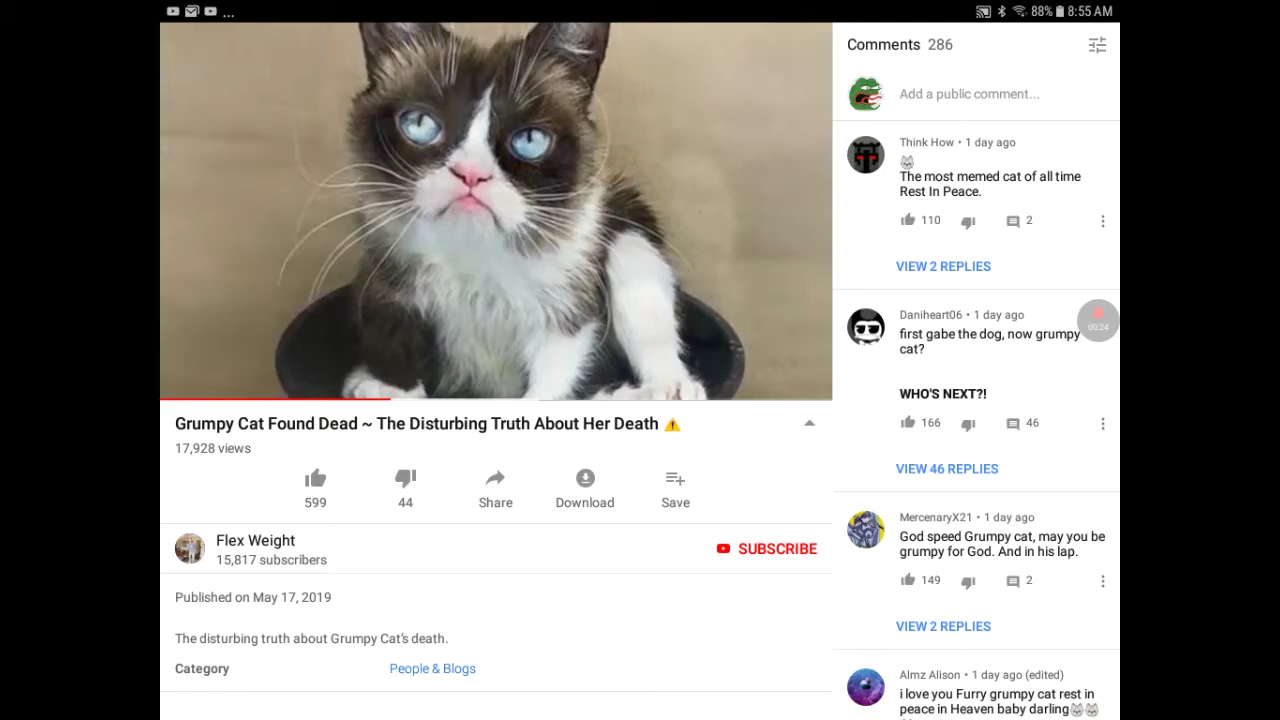 ... 88% 8:55 AM
Grumpy Cat Found Dead ~ The Disturbing Truth About Her Death ⚠️
17,928 views
599 44 Share Download Save
Flex Weight
15,817 subscribers
SUBSCRIBE
Published on May 17, 2019
The disturbing truth about Grumpy Cat's death.
Category People & Blogs
Comments 286
Add a public comment...
Think How • 1 day ago
🐱
The most memed cat of all time
Rest In Peace.
110 2
VIEW 2 REPLIES
Daniheart06 • 1 day ago
first gabe the dog, now grumpy
cat?
00:24
WHO'S NEXT?!
166 46
VIEW 46 REPLIES
MercenaryX21 • 1 day ago
God speed Grumpy cat, may you be
grumpy for God. And in his lap.
149 2
VIEW 2 REPLIES
Almz Alison • 1 day ago (edited)
i love you Furry grumpy cat rest in
peace in Heaven baby darling🐱🐱